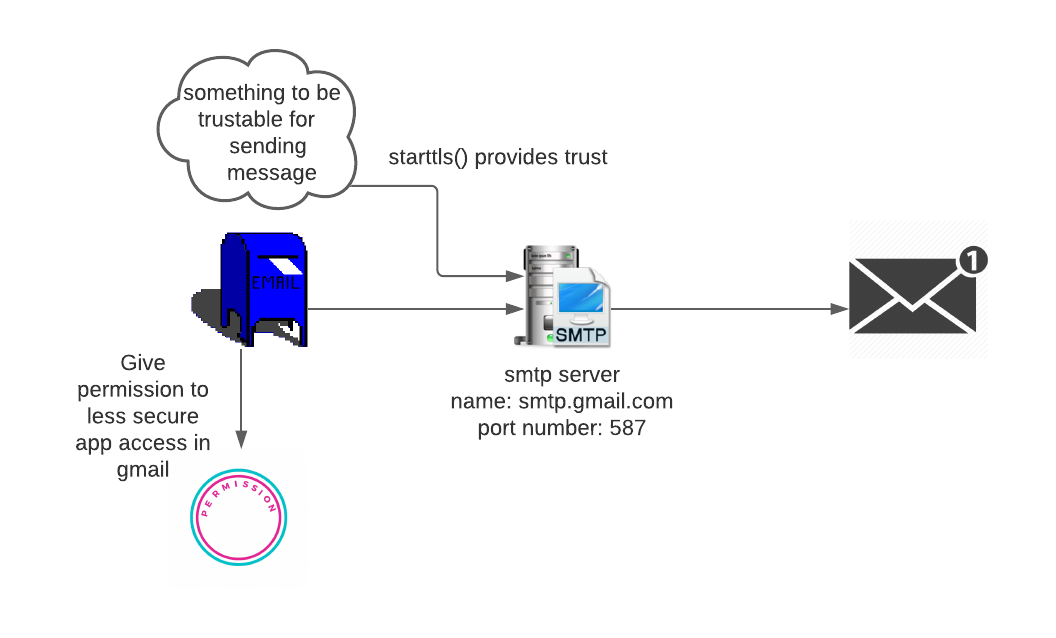 something to be
trustable for
sending
message
starttls() provides trust
EMAIL
1
SMTP
smtp server
name: smtp.gmail.com
port number: 587
Give
permission to
less secure
app access in
gmail
PERMISSION